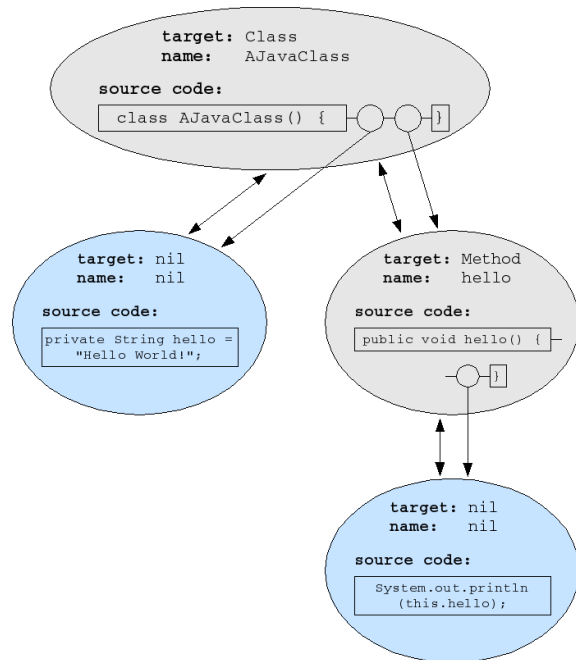 target: Class
name: AJavaClass
source code:
class AJavaClass() { }
target: nil
name: nil
source code:
private String hello =
"Hello World!";
target: Method
name: hello
source code:
public void hello() {
}
target: nil
name: nil
source code:
System.out.println
(this.hello);